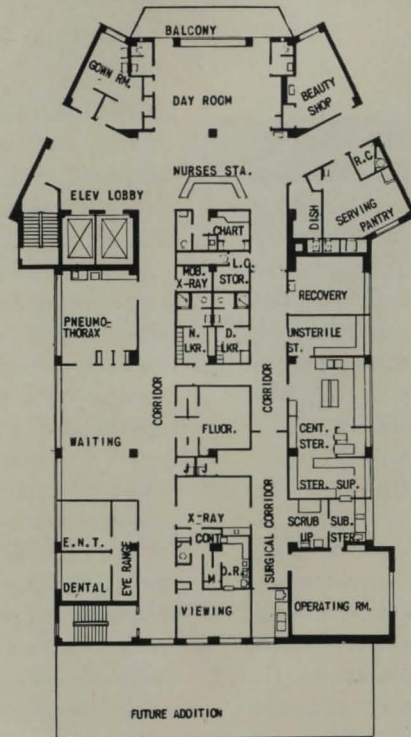 BALCONY
GOWN RM.
DAY ROOM
BEAUTY
SHOP
NURSES STA.
R.C.
ELEV LOBBY
DISH
SERVING
PANTRY
CHART
L.C.
MOB.
X-RAY
STOR.
RECOVERY
PNEUMO-
THORAX
N.
LKR.
D.
LKR.
UNSTERILE
ST.
CORRIDOR
CORRIDOR
FLUOR.
CENT.
STER.
WAITING
J
J
STER. SUP.
X-RAY
E.N.T.
EYE RANGE
CONT.
SURGICAL CORRIDOR
SCRUB
UP
SUB.
STER.
DENTAL
M
D.R.
VIEWING
OPERATING RM.
FUTURE ADDITION